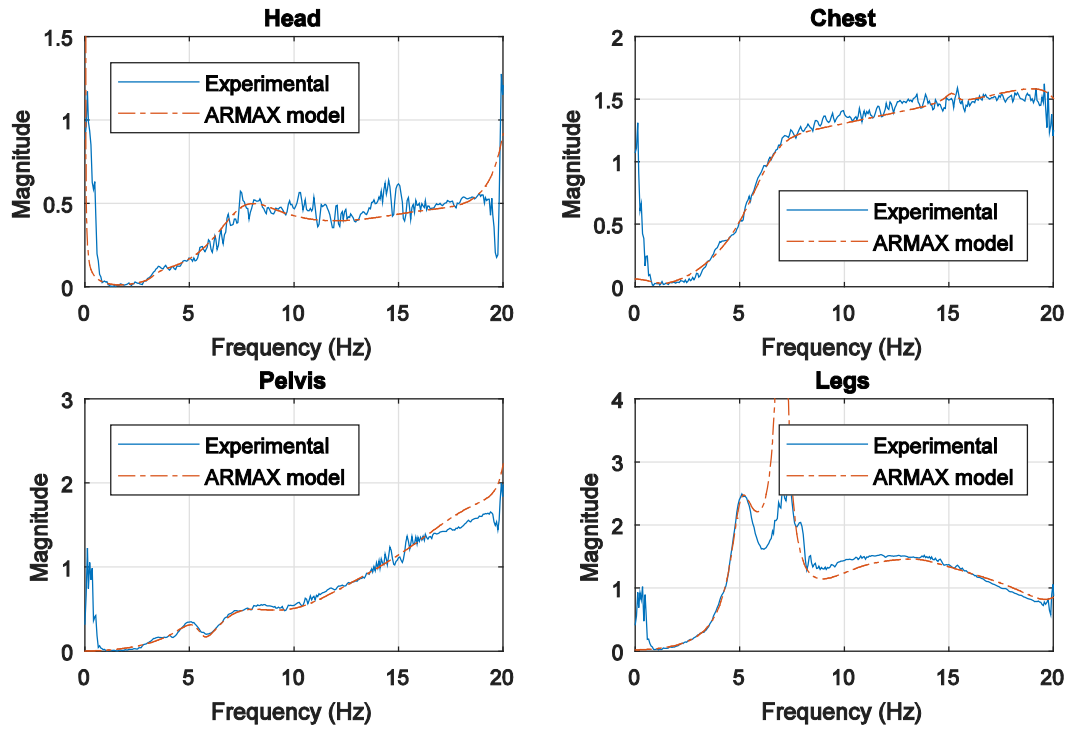 Head
1.5
1
0.5
0
Magnitude
Experimental
ARMAX model
0 5 10 15 20
Frequency (Hz)
Chest
2
1.5
1
0.5
0
Magnitude
Experimental
ARMAX model
0 5 10 15 20
Frequency (Hz)
Pelvis
3
2
1
0
Magnitude
Experimental
ARMAX model
0 5 10 15 20
Frequency (Hz)
Legs
4
3
2
1
0
Magnitude
Experimental
ARMAX model
0 5 10 15 20
Frequency (Hz)